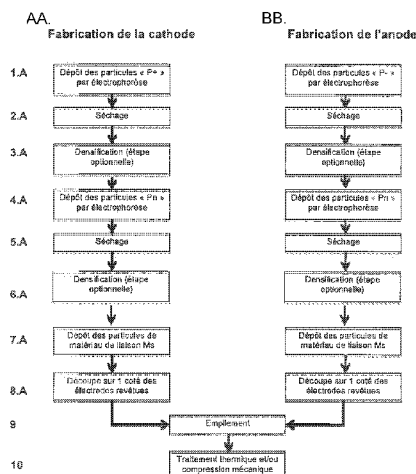 AA.
BB.
Fabrication de la cathode
Fabrication de l'anode
1.A
Dépôt des particules « P+ »
par électrophorèse
Dépôt des particules « P- »
par électrophorèse
2.A
Séchage
Séchage
3.A
Densification (étape
optionnelle)
Densification (étape
optionnelle)
4.A
Dépôt des particules « Pn »
par électrophorèse
Dépôt des particules « Pn »
par électrophorèse
5.A
Séchage
Séchage
6.A
Densification (étape
optionnelle)
Densification (étape
optionnelle)
7.A
Dépôt des particules de
matériau de liaison Ms
Dépôt des particules de
matériau de liaison Ms
8.A
Découpe sur 1 coté des
électrodes revêtues
Découpe sur 1 coté des
électrodes revêtues
9
Empilement
10
Traitement thermique et/ou
compression mécanique